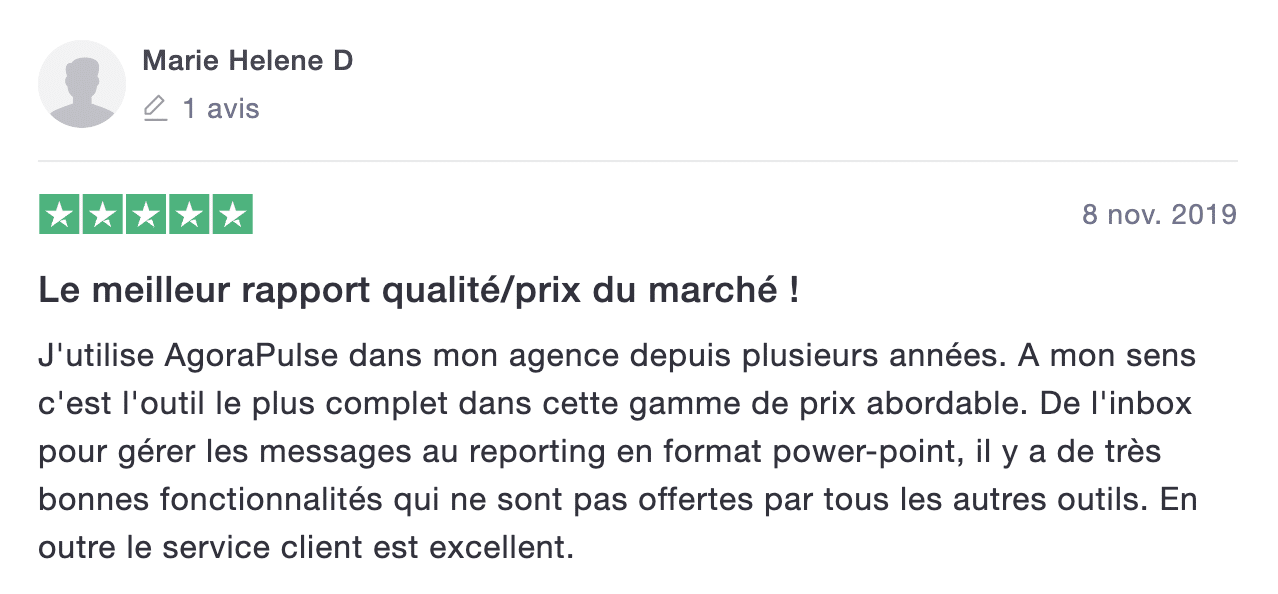 Marie Helene D
1 avis
8 nov. 2019
Le meilleur rapport qualité/prix du marché !
J'utilise AgoraPulse dans mon agence depuis plusieurs années. A mon sens
c'est l'outil le plus complet dans cette gamme de prix abordable. De l'inbox
pour gérer les messages au reporting en format power-point, il y a de très
bonnes fonctionnalités qui ne sont pas offertes par tous les autres outils. En
outre le service client est excellent.